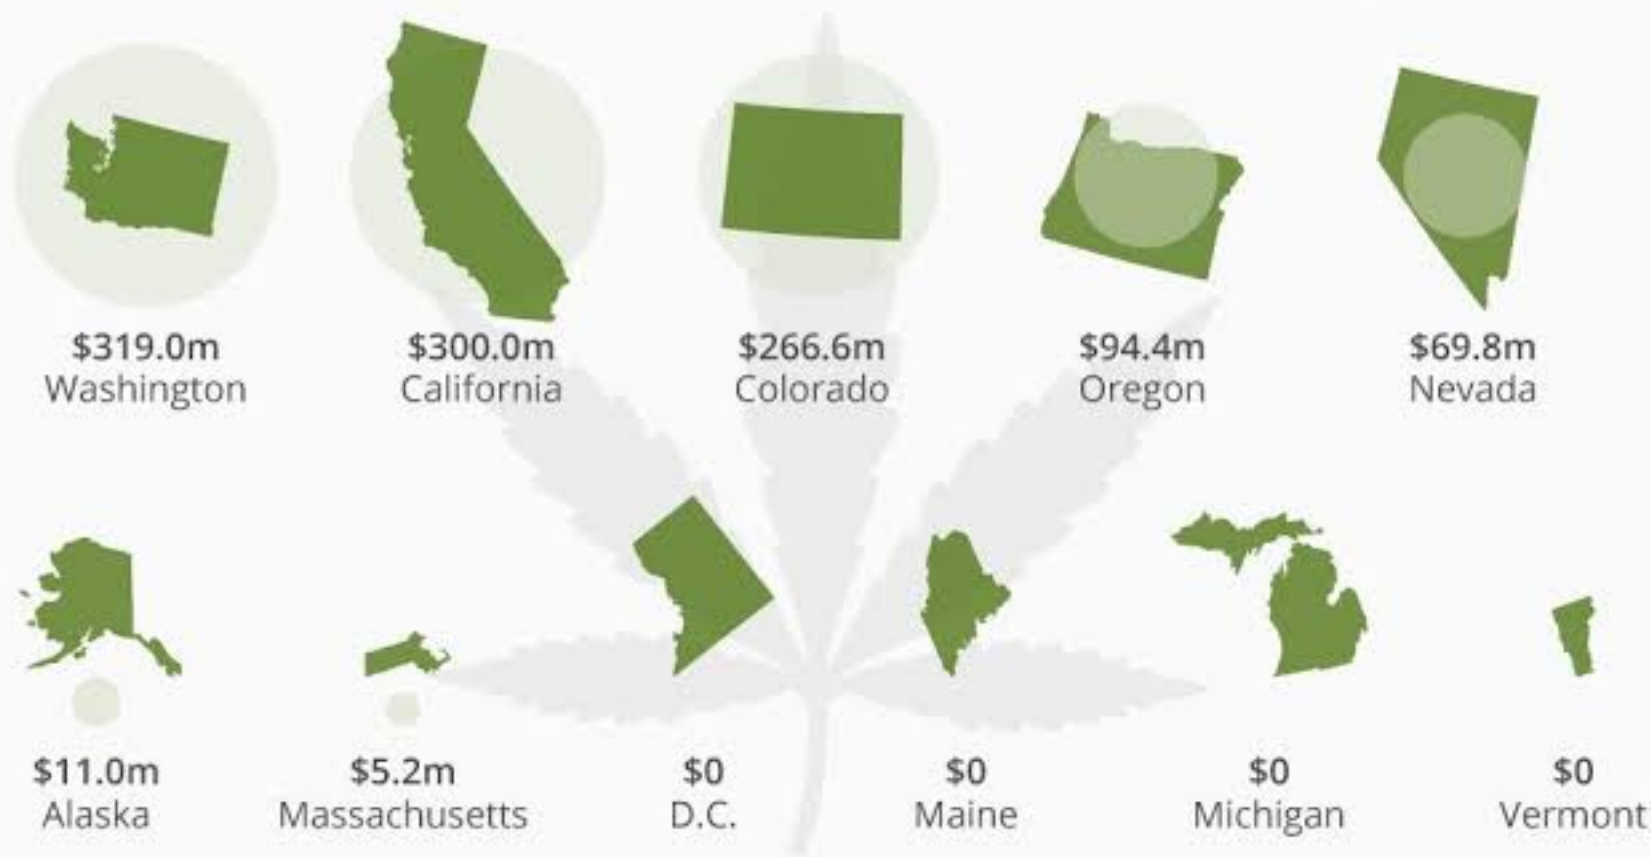 $319.0m
Washington
$300.0m
California
$266.6m
Colorado
$94.4m
Oregon
$69.8m
Nevada
$11.0m
Alaska
$5.2m
Massachusetts
$0
D.C.
$0
Maine
$0
Michigan
$0
Vermont